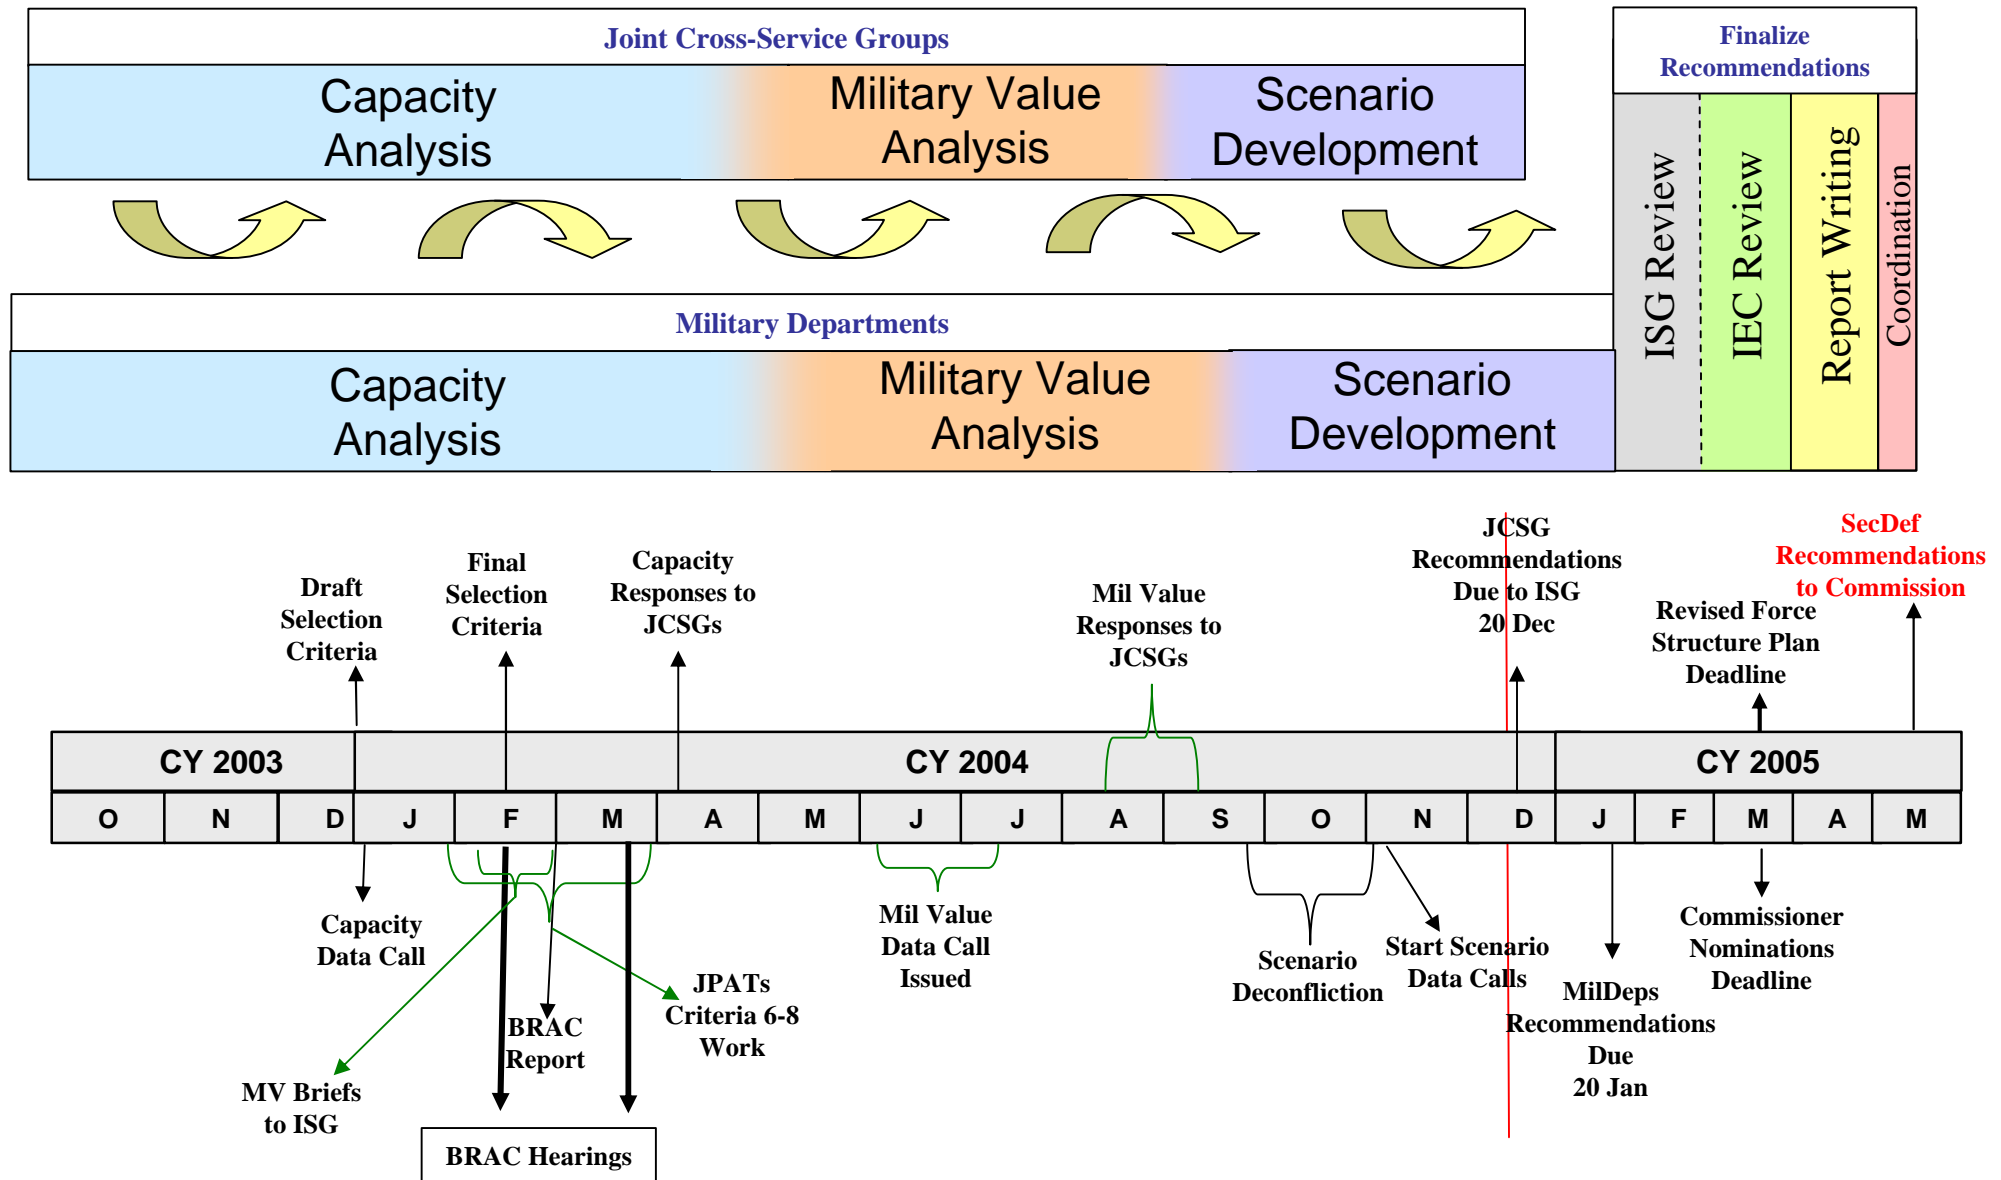 Joint Cross-Service Groups
Capacity
Analysis
Military Value
Analysis
Scenario
Development
Finalize
Recommendations
ISG Review
IEC Review
Report Writing
Coordination
Military Departments
Capacity
Analysis
Military Value
Analysis
Scenario
Development
Draft
Selection
Criteria
Final
Selection
Criteria
Capacity
Responses to
JCSGs
Mil Value
Responses to
JCSGs
JCSG
Recommendations
Due to ISG
20 Dec
Revised Force
Structure Plan
Deadline
SecDef
Recommendations
to Commission
CY 2003
CY 2004
CY 2005
O N D J F M A M J J A S O N D J F M A M
Capacity
Data Call
MV Briefs
to ISG
BRAC
Report
BRAC Hearings
JPATs
Criteria 6-8
Work
Mil Value
Data Call
Issued
Scenario
Deconfliction
Start Scenario
Data Calls
MilDeps
Recommendations
Due
20 Jan
Commissioner
Nominations
Deadline